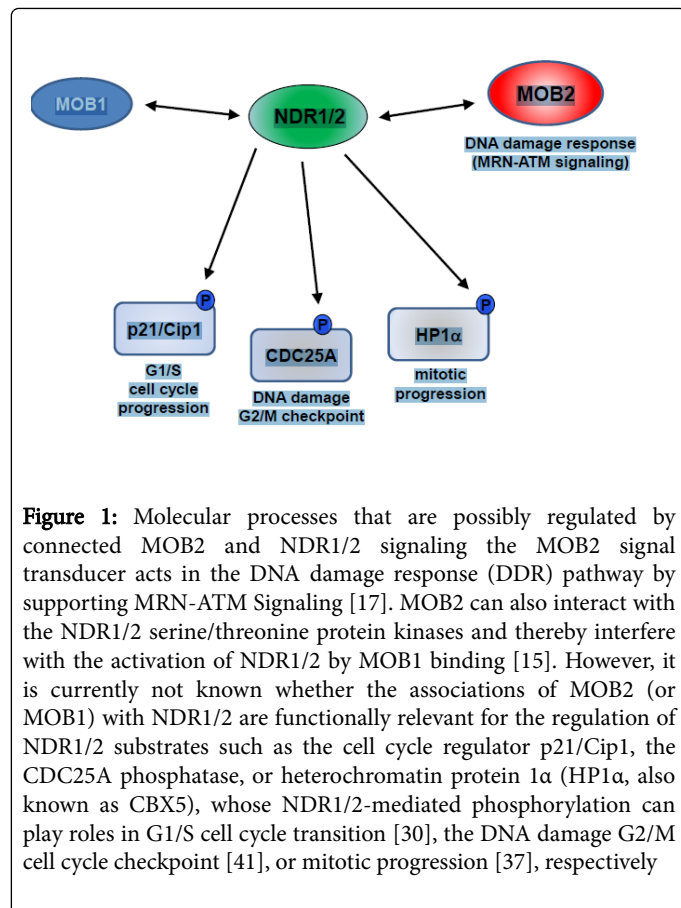 MOB1
NDR1/2
MOB2
DNA damage response
(MRN-ATM signaling)
P
p21/Cip1
G1/S
cell cycle
progression
P
CDC25A
DNA damage
G2/M checkpoint
P
HP1α
mitotic
progression
Figure 1: Molecular processes that are possibly regulated by
connected MOB2 and NDR1/2 signaling the MOB2 signal
transducer acts in the DNA damage response (DDR) pathway by
supporting MRN-ATM Signaling [17]. MOB2 can also interact with
the NDR1/2 serine/threonine protein kinases and thereby interfere
with the activation of NDR1/2 by MOB1 binding [15]. However, it
is currently not known whether the associations of MOB2 (or
MOB1) with NDR1/2 are functionally relevant for the regulation of
NDR1/2 substrates such as the cell cycle regulator p21/Cip1, the
CDC25A phosphatase, or heterochromatin protein 1α (HP1α, also
known as CBX5), whose NDR1/2-mediated phosphorylation can
play roles in G1/S cell cycle transition [30], the DNA damage G2/M
cell cycle checkpoint [41], or mitotic progression [37], respectively